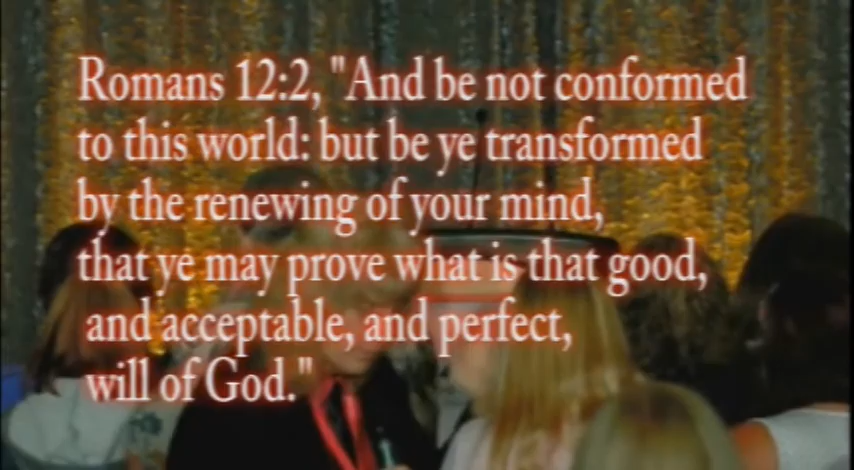 Romans 12:2, "And be not conformed
to this world: but be ye transformed
by the renewing of your mind,
that ye may prove what is that good,
and acceptable, and perfect,
will of God."